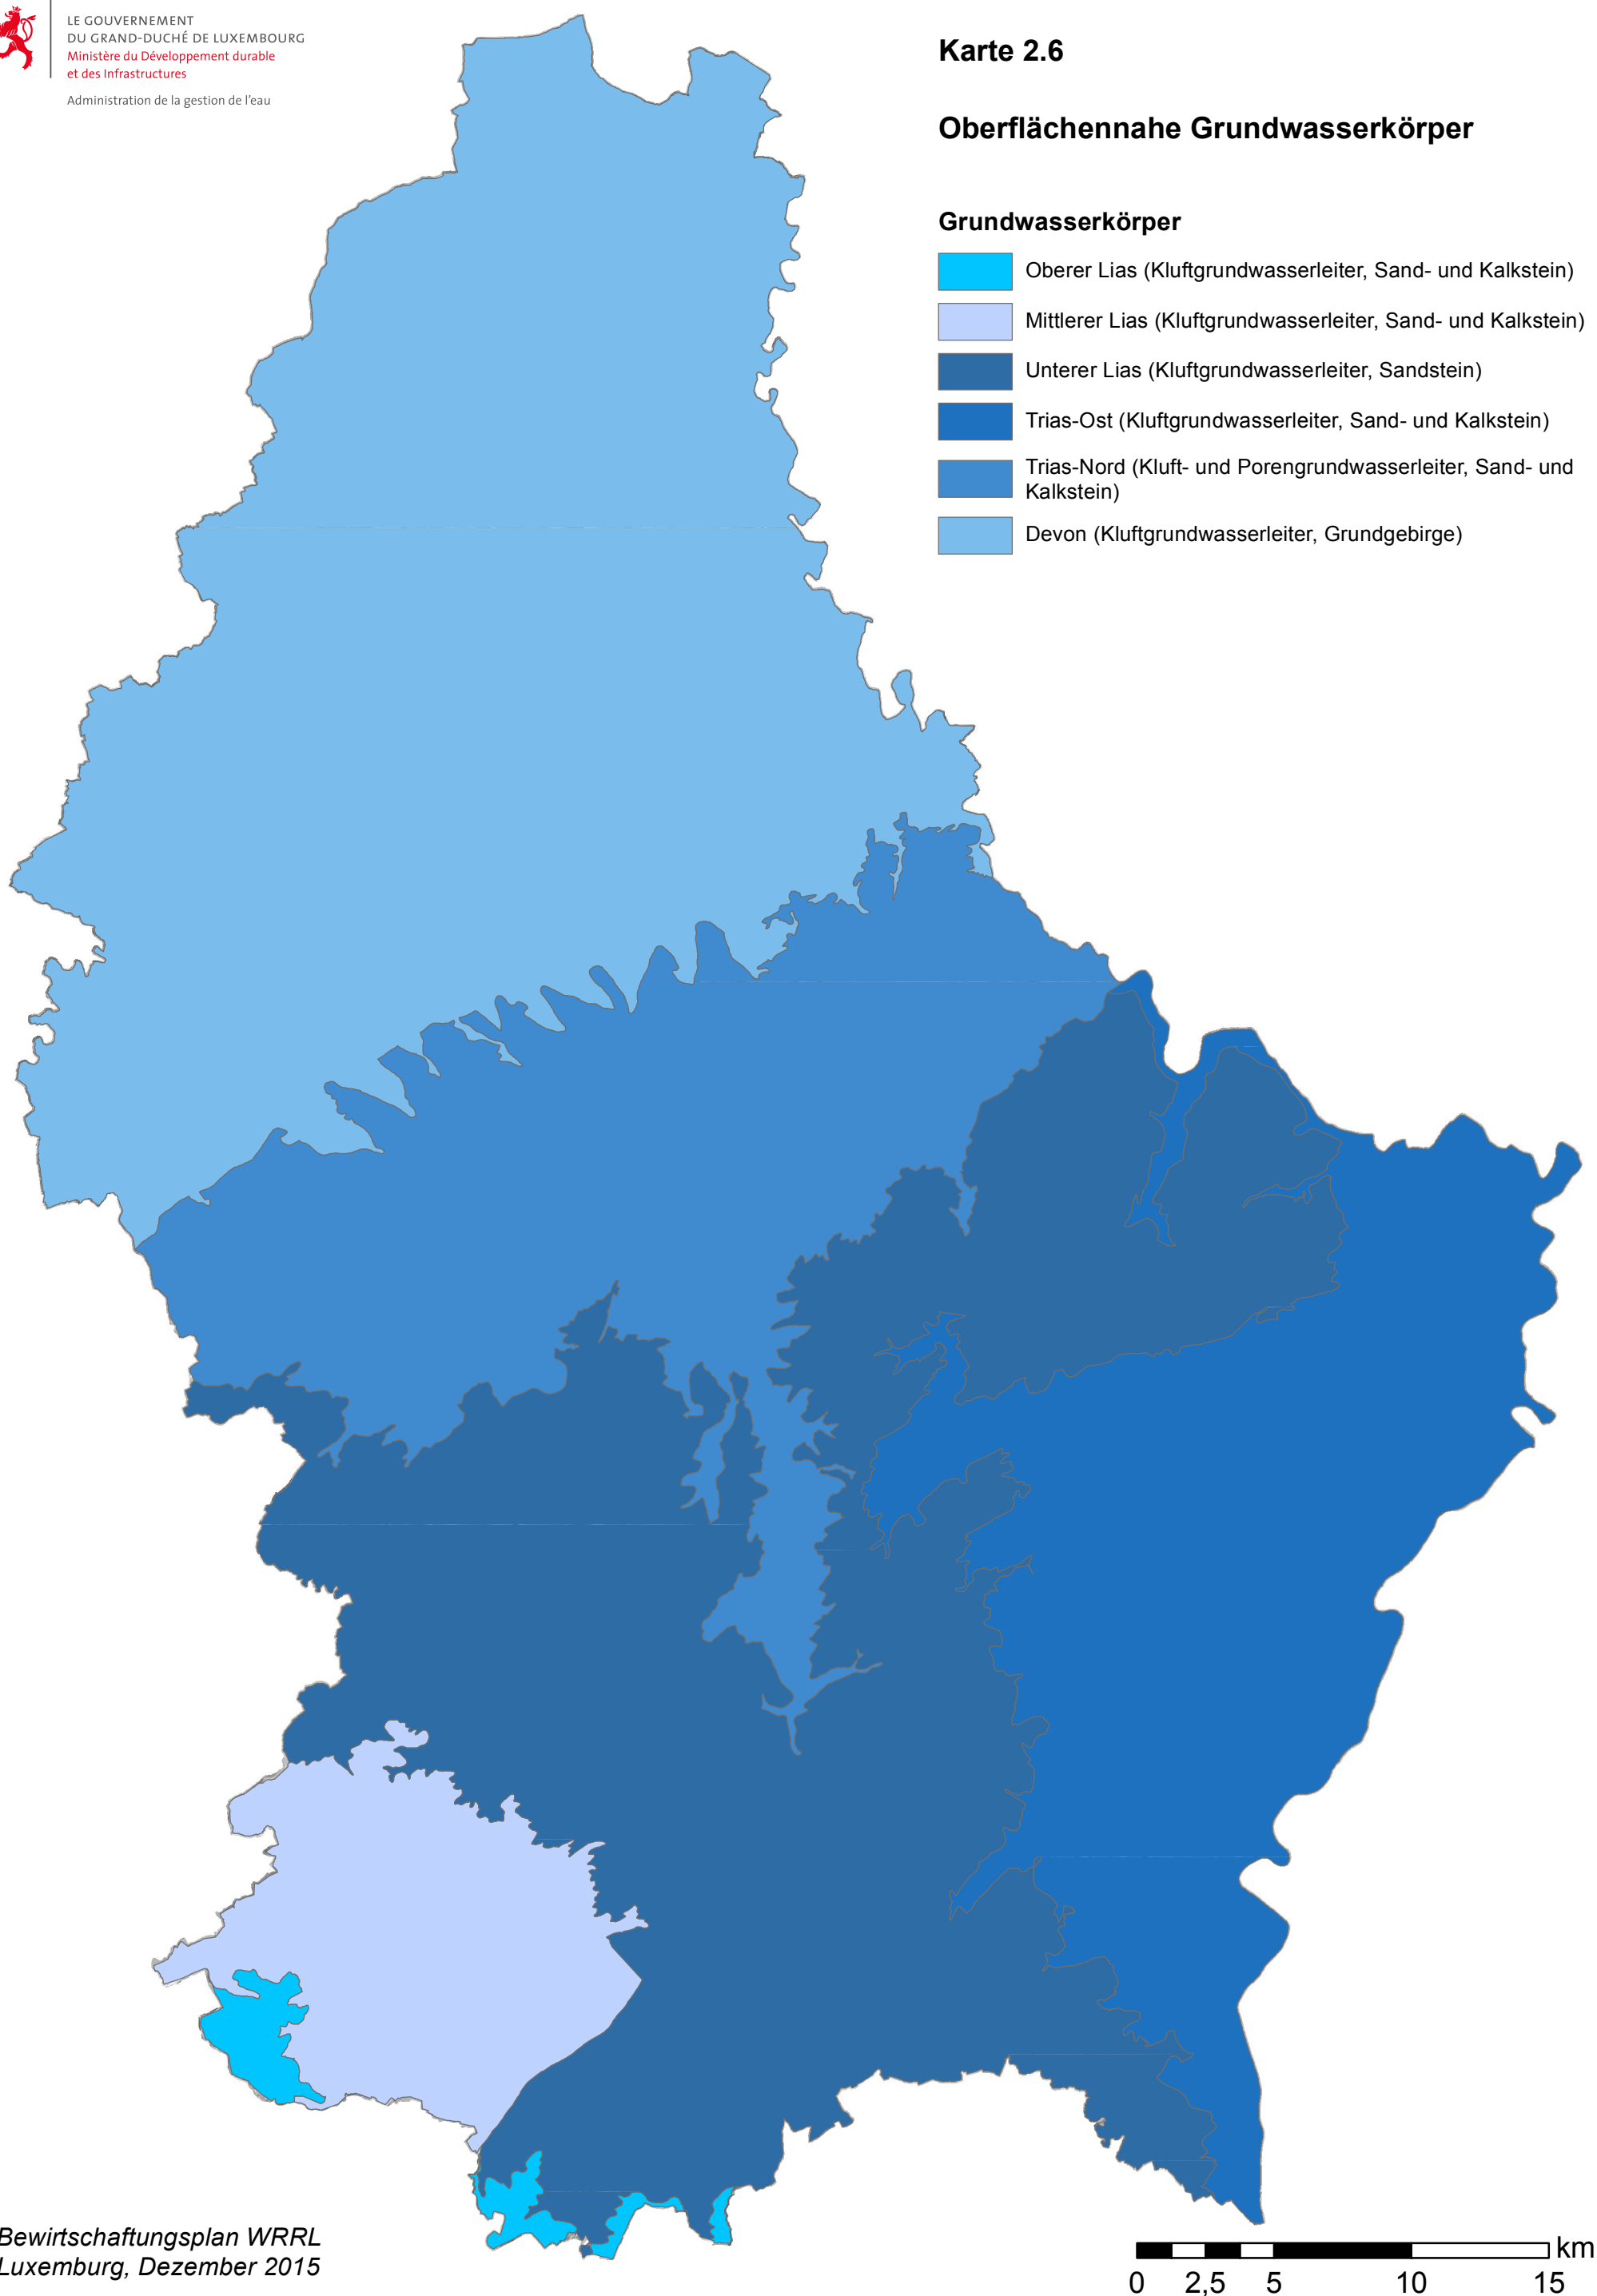 LE GOUVERNEMENT
DU GRAND-DUCHÉ DE LUXEMBOURG
Ministère du Développement durable
et des Infrastructures
Administration de la gestion de l'eau
Karte 2.6
Oberflächennahe Grundwasserkörper
Grundwasserkörper
Oberer Lias (Kluftgrundwasserleiter, Sand- und Kalkstein)
Mittlerer Lias (Kluftgrundwasserleiter, Sand- und Kalkstein)
Unterer Lias (Kluftgrundwasserleiter, Sandstein)
Trias-Ost (Kluftgrundwasserleiter, Sand- und Kalkstein)
Trias-Nord (Kluft- und Porengrundwasserleiter, Sand- und
Kalkstein)
Devon (Kluftgrundwasserleiter, Grundgebirge)
Bewirtschaftungsplan WRRL
Luxemburg, Dezember 2015
km
0 2,5 5 10 15